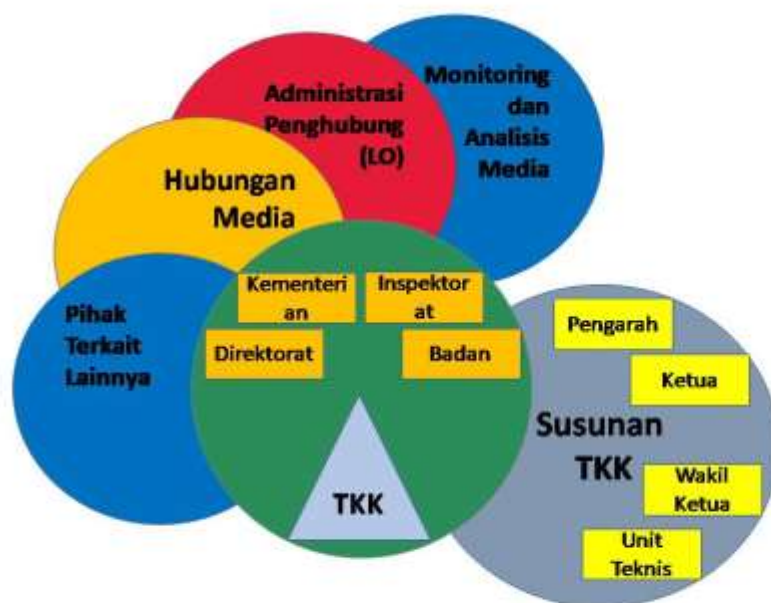 Monitoring
dan
Analisis
Media
Administrasi
Penghubung
(LO)
Hubungan
Media
Pihak
Terkait
Lainnya
Kementeri
an
Inspektor
at
Direktorat
Badan
TKK
Pengarah
Ketua
Susunan
TKK
Wakil
Ketua
Unit
Teknis